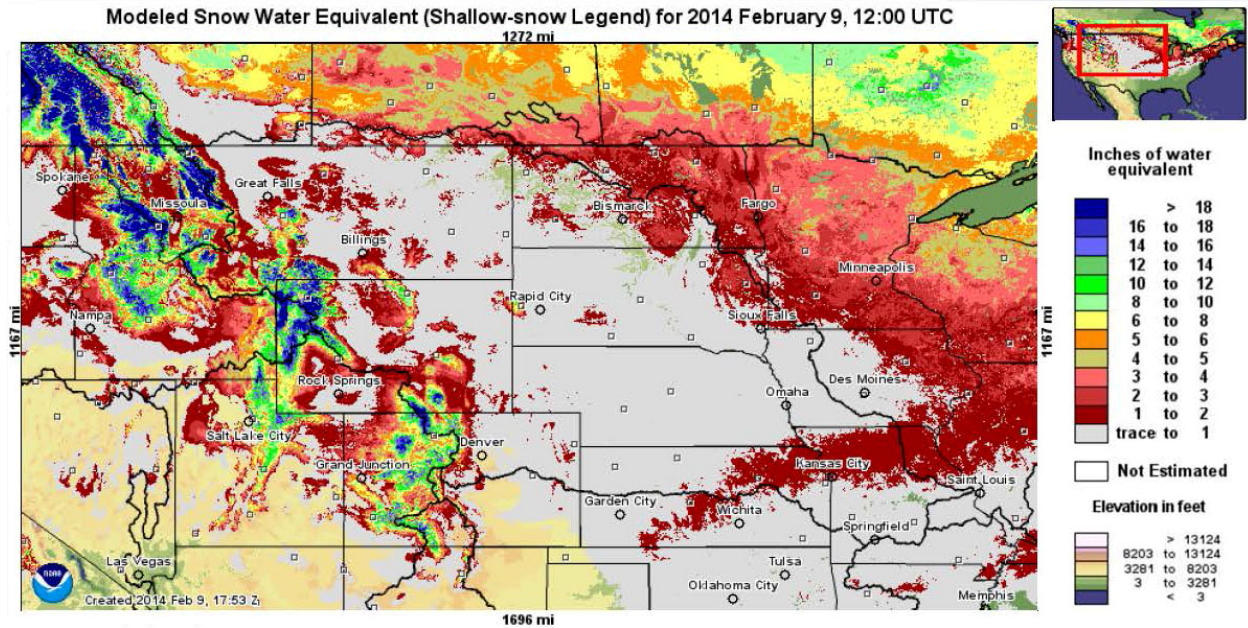 Modeled Snow Water Equivalent (Shallow-snow Legend) for 2014 February 9, 12:00 UTC
1272 mi
Spokane
Great Falls
Missoula
Bismarck
Fargo
Billings
Minneapolis
Rapid City
Nampa
Sioux Falls
1167 mi
1167 mi
Rock Springs
Omaha
Des Moines
Salt Lake City
Denver
Grand Junction
Kansas City
Saint Louis
Garden City
Wichita
Springfield
Las Vegas
Tulsa
Oklahoma City
Memphis
NOAA
Created 2014 Feb 9, 17:53 Z
1696 mi
Inches of water
equivalent
> 18
16 to 18
14 to 16
12 to 14
10 to 12
8 to 10
6 to 8
5 to 6
4 to 5
3 to 4
2 to 3
1 to 2
trace to 1
Not Estimated
Elevation in feet
> 13124
8203 to 13124
3281 to 8203
3 to 3281
< 3